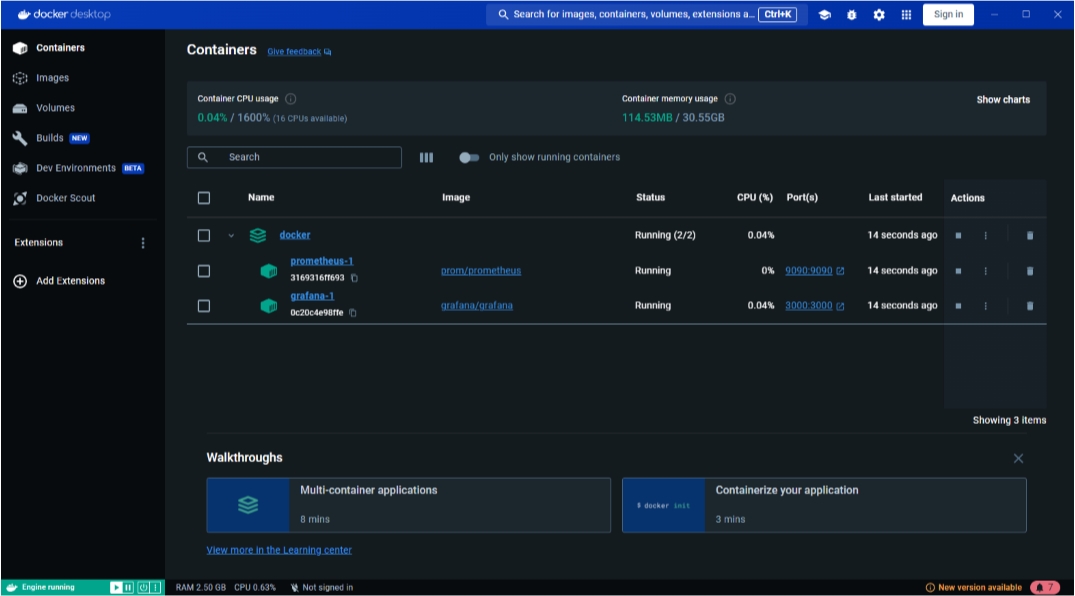 docker desktop
Search for images, containers, volumes, extensions a... Ctrl+K
Sign in
Containers
Images
Volumes
Builds NEW
Dev Environments BETA
Docker Scout
Extensions
Add Extensions
Containers Give feedback
Container CPU usage
0.04% / 1600% (16 CPUs available)
Container memory usage
114.53MB / 30.55GB
Show charts
Search
Only show running containers
Name Image Status CPU (%) Port(s) Last started Actions
docker Running (2/2) 0.04% 14 seconds ago
prometheus-1
3169316ff693
prom/prometheus Running 0% 9090:9090 14 seconds ago
grafana-1
0c20c4e98ffe
grafana/grafana Running 0.04% 3000:3000 14 seconds ago
Showing 3 items
Walkthroughs
Multi-container applications
8 mins
$ docker init
Containerize your application
3 mins
View more in the Learning center
Engine running
RAM 2.50 GB CPU 0.63% Not signed in
New version available
7